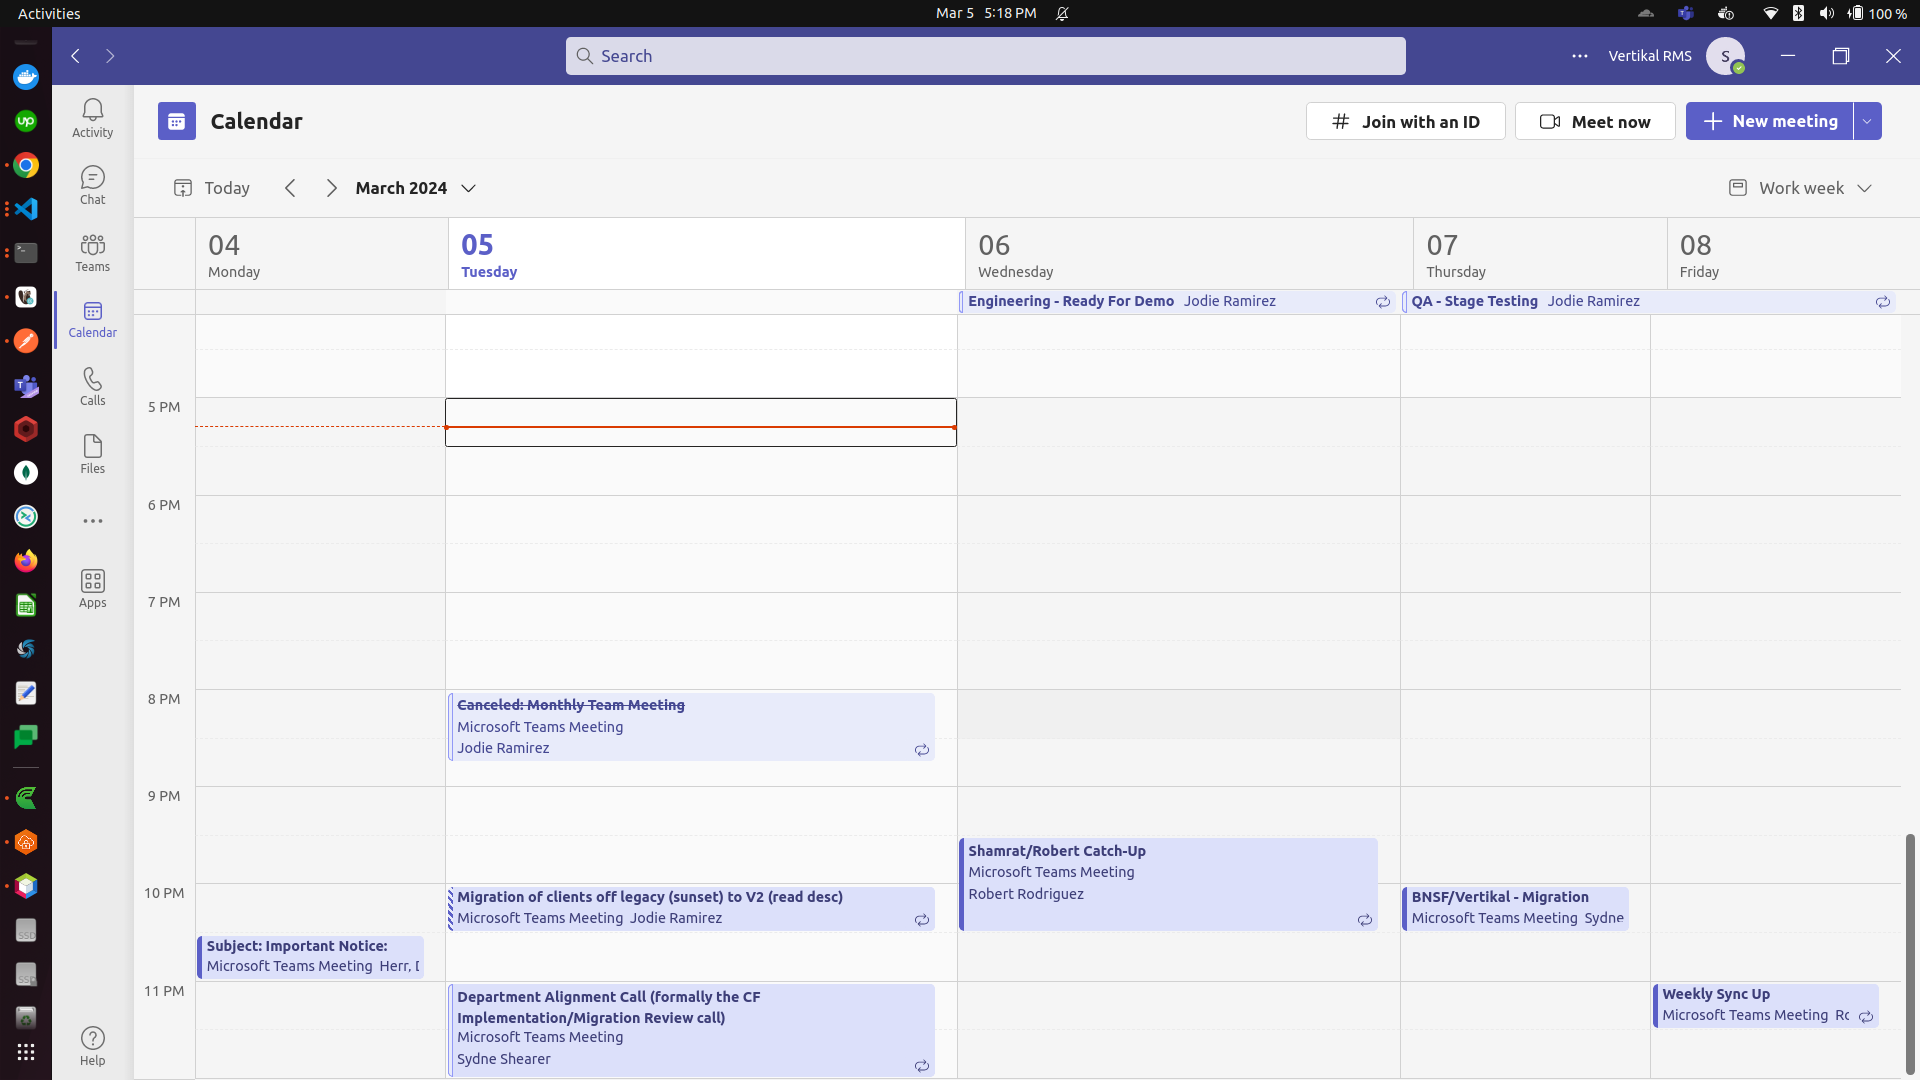 Activities
Mar 5 5:18 PM
100 %
Search
Vertikal RMS
S
Activity
Chat
Teams
Calendar
Calls
Files
Apps
Help
Calendar
Join with an ID
Meet now
New meeting
Today
March 2024
Work week
04
Monday
05
Tuesday
06
Wednesday
07
Thursday
08
Friday
Engineering - Ready For Demo Jodie Ramirez
QA - Stage Testing Jodie Ramirez
5 PM
6 PM
7 PM
8 PM
Canceled: Monthly Team Meeting
Microsoft Teams Meeting
Jodie Ramirez
9 PM
Shamrat/Robert Catch-Up
Microsoft Teams Meeting
Robert Rodriguez
10 PM
Migration of clients off legacy (sunset) to V2 (read desc)
Microsoft Teams Meeting Jodie Ramirez
BNSF/Vertikal - Migration
Microsoft Teams Meeting Sydne
Subject: Important Notice:
Microsoft Teams Meeting Herr,
11 PM
Department Alignment Call (formally the CF
Implementation/Migration Review call)
Microsoft Teams Meeting
Sydne Shearer
Weekly Sync Up
Microsoft Teams Meeting Ro